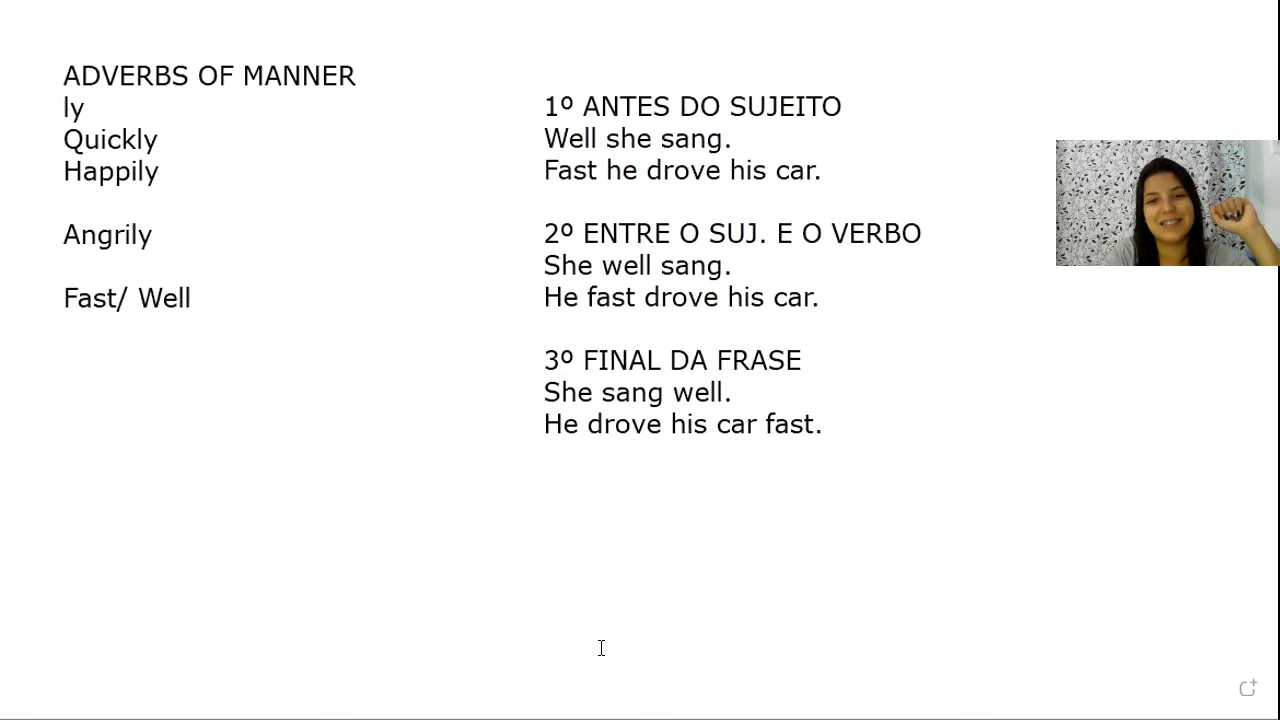 ADVERBS OF MANNER
ly
Quickly
Happily
Angrily
Fast/ Well
1º ANTES DO SUJEITO
Well she sang.
Fast he drove his car.
2º ENTRE O SUJ. E O VERBO
She well sang.
He fast drove his car.
3º FINAL DA FRASE
She sang well.
He drove his car fast.